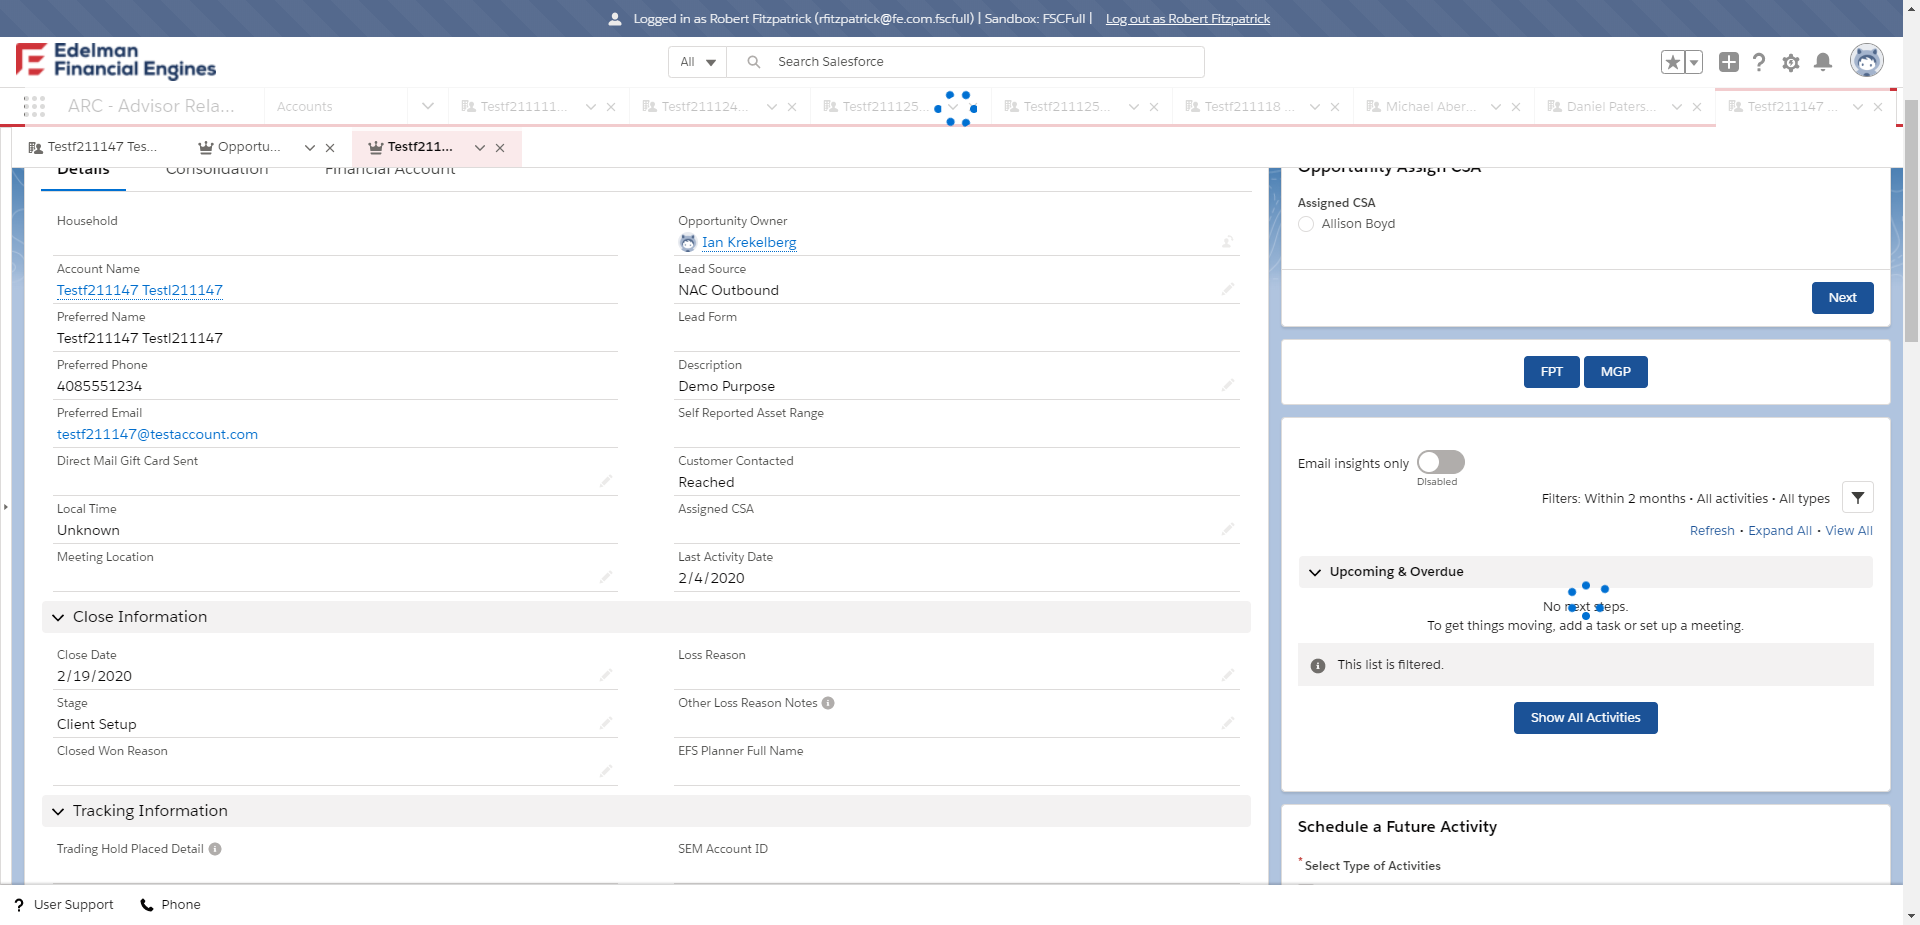 Logged in as Robert Fitzpatrick (rfitzpatrick@fe.com.fscfull) | Sandbox: FSCFull | Log out as Robert Fitzpatrick
Edelman
Financial Engines
All
Search Salesforce
ARC - Advisor Rela...
Accounts
Testf211111...
Testf211124...
Testf211125...
Testf211125...
Testf211118 ...
Michael Aber...
Daniel Paters...
Testf211147 ...
Testf211147 Tes...
Opportu...
Testf211...
Details
Consolidation
Financial Account
Household
Opportunity Owner
Ian Krekelberg
Account Name
Testf211147 Testl211147
Lead Source
NAC Outbound
Preferred Name
Testf211147 Testl211147
Lead Form
Preferred Phone
4085551234
Description
Demo Purpose
Preferred Email
testf211147@testaccount.com
Self Reported Asset Range
Direct Mail Gift Card Sent
Customer Contacted
Reached
Local Time
Unknown
Assigned CSA
Meeting Location
Last Activity Date
2/4/2020
Close Information
Close Date
2/19/2020
Loss Reason
Stage
Client Setup
Other Loss Reason Notes
Closed Won Reason
EFS Planner Full Name
Tracking Information
Trading Hold Placed Detail
SEM Account ID
Opportunity Assign CSA
Assigned CSA
Allison Boyd
Next
FPT
MGP
Email insights only
Disabled
Filters: Within 2 months • All activities • All types
Refresh • Expand All • View All
Upcoming & Overdue
No next steps.
To get things moving, add a task or set up a meeting.
This list is filtered.
Show All Activities
Schedule a Future Activity
*Select Type of Activities
User Support
Phone